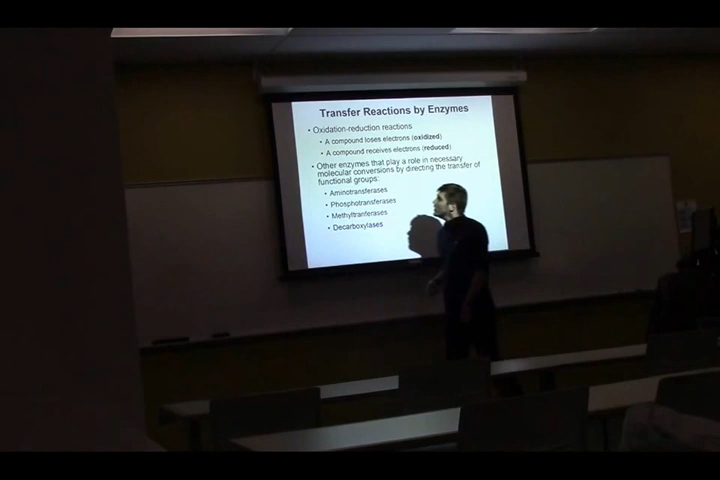 Transfer Reactions by Enzymes
• Oxidation-reduction reactions
• A compound loses electrons (oxidized)
• A compound receives electrons (reduced)
• Other enzymes that play a role in necessary
molecular conversions by directing the transfer of
functional groups:
• Aminotransferases
• Phosphotransferases
• Methyltranferases
• Decarboxylases